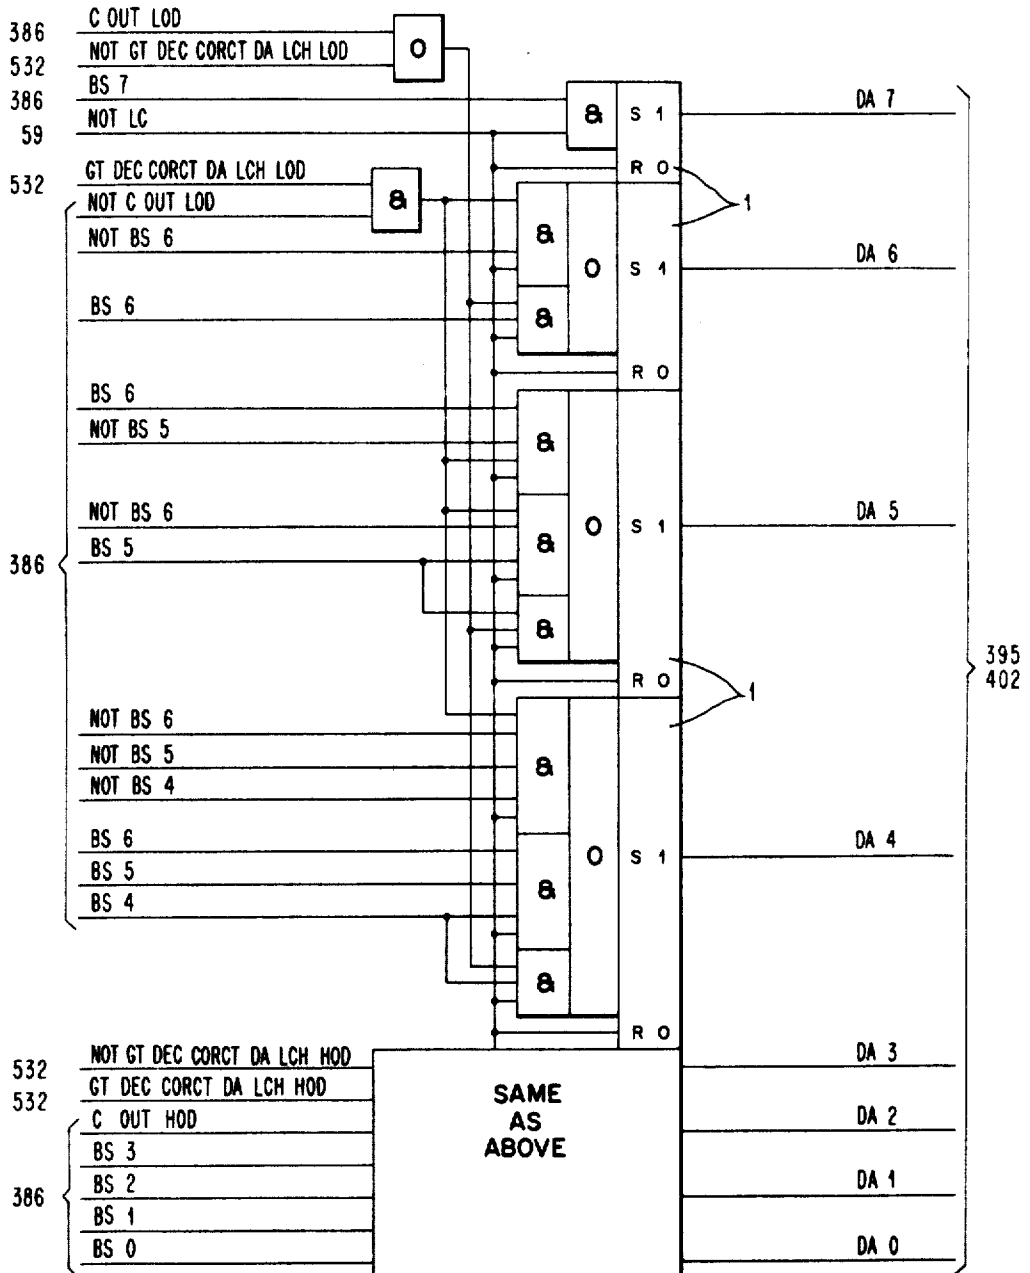 C OUT LOD
386
NOT GT DEC CORCT DA LCH LOD
O
532
BS 7
386
NOT LC
59
& S 1 DA 7
R O
GT DEC CORCT DA LCH LOD
532
NOT C OUT LOD
&
1
NOT BS 6
&
O S 1 DA 6
BS 6
&
R O
BS 6
NOT BS 5
&
NOT BS 6
& O S 1 DA 5
BS 5
386
&
395
402
R O
1
NOT BS 6
NOT BS 5
&
NOT BS 4
BS 6
O S 1 DA 4
BS 5
&
BS 4
&
R O
NOT GT DEC CORCT DA LCH HOD
532
DA 3
GT DEC CORCT DA LCH HOD
532
SAME
AS
ABOVE
C OUT HOD
DA 2
BS 3
BS 2
386
DA 1
BS 1
BS 0
DA 0